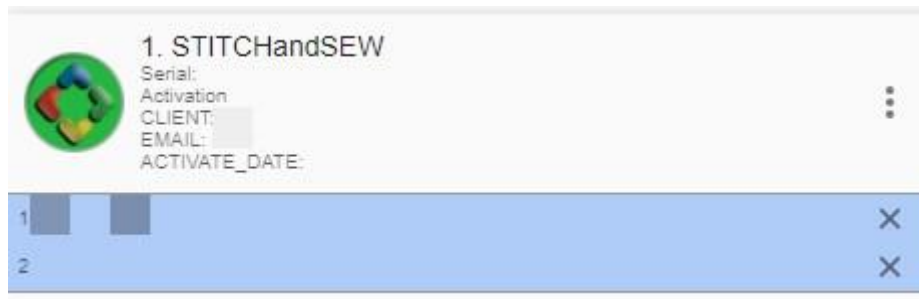 1. STITCHandSEW
Serial:
Activation
CLIENT:
EMAIL:
ACTIVATE_DATE:
1
2